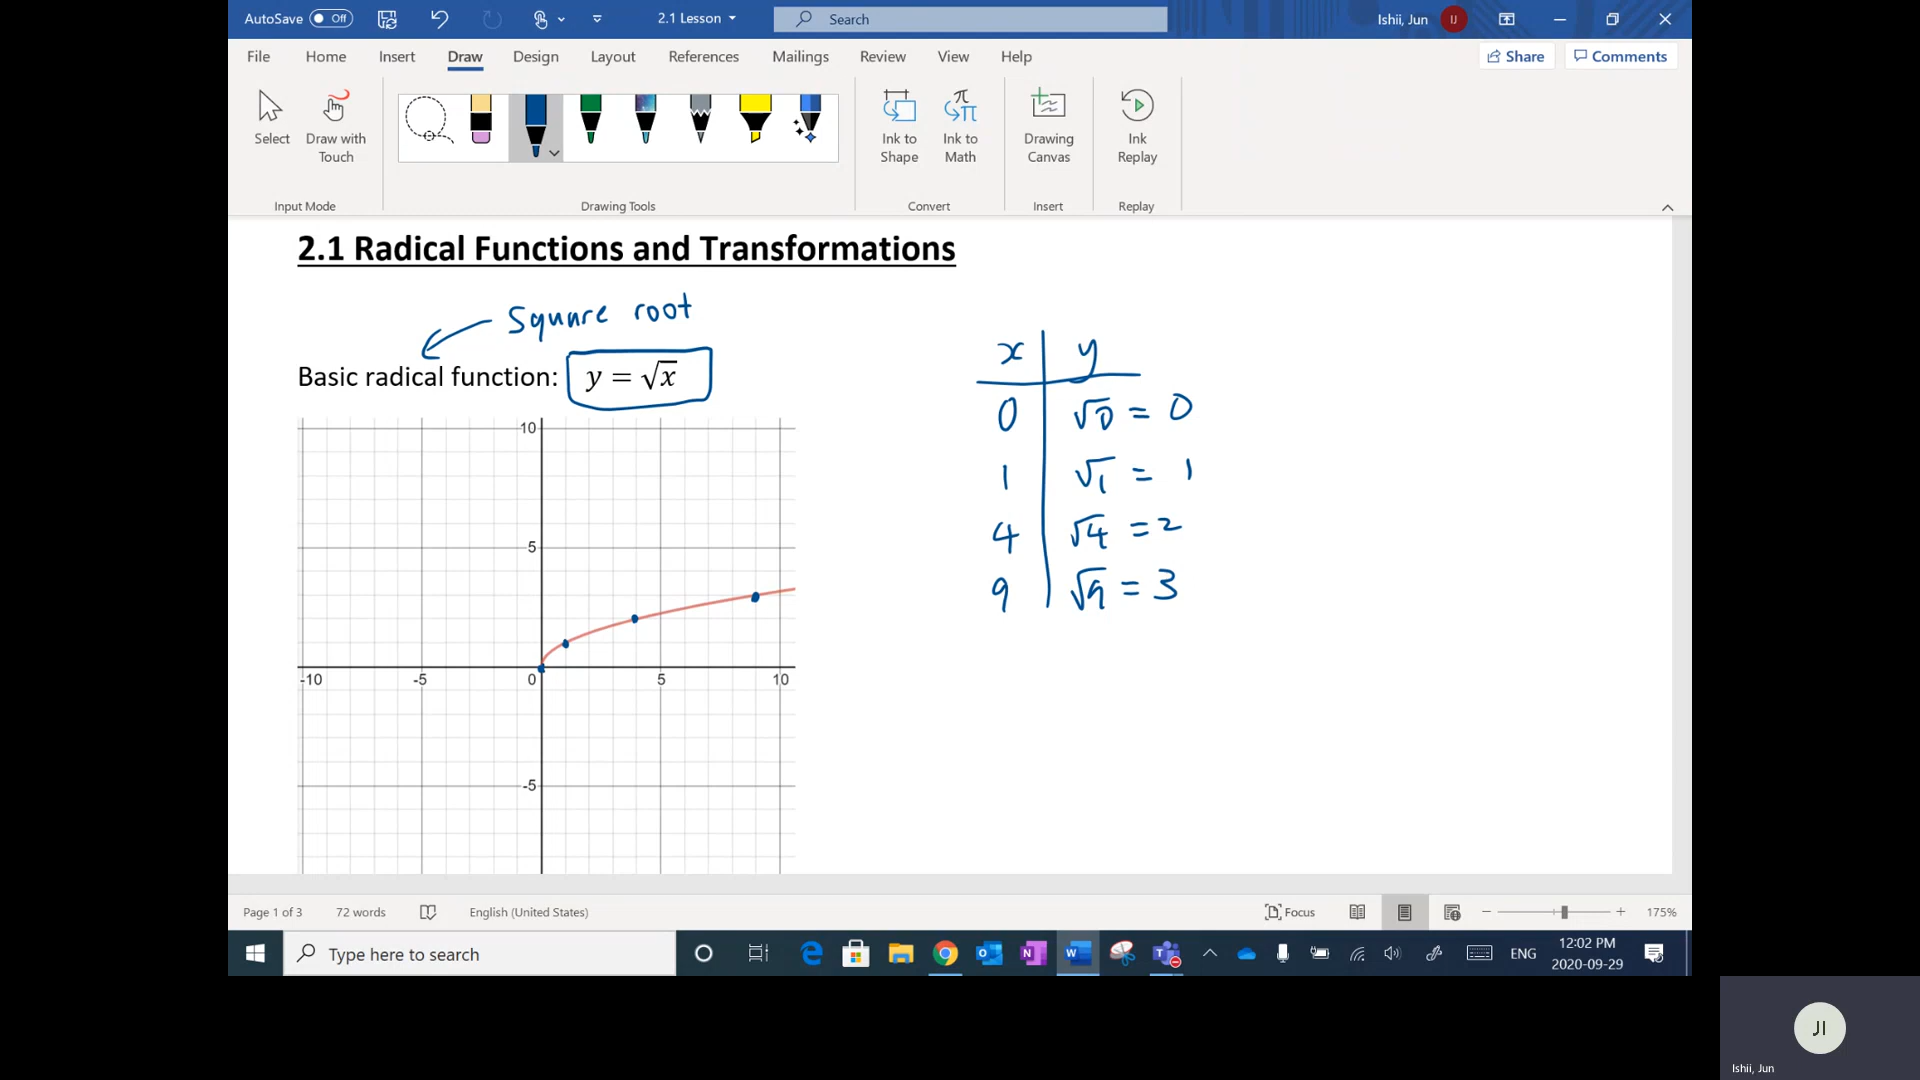 AutoSave Off 2.1 Lesson Search Ishii, Jun IJ
File Home Insert Draw Design Layout References Mailings Review View Help Share Comments
Select Draw with Touch Ink to Shape Ink to Math Drawing Canvas Ink Replay
Input Mode Drawing Tools Convert Insert Replay
2.1 Radical Functions and Transformations
Square root
Basic radical function: y = √x
x y
0 √0 = 0
1 √1 = 1
4 √4 = 2
9 √9 = 3
10
5
-10 -5 0 5 10
-5
Page 1 of 3 72 words English (United States) Focus 175%
Type here to search ENG 12:02 PM
2020-09-29
JI
Ishii, Jun